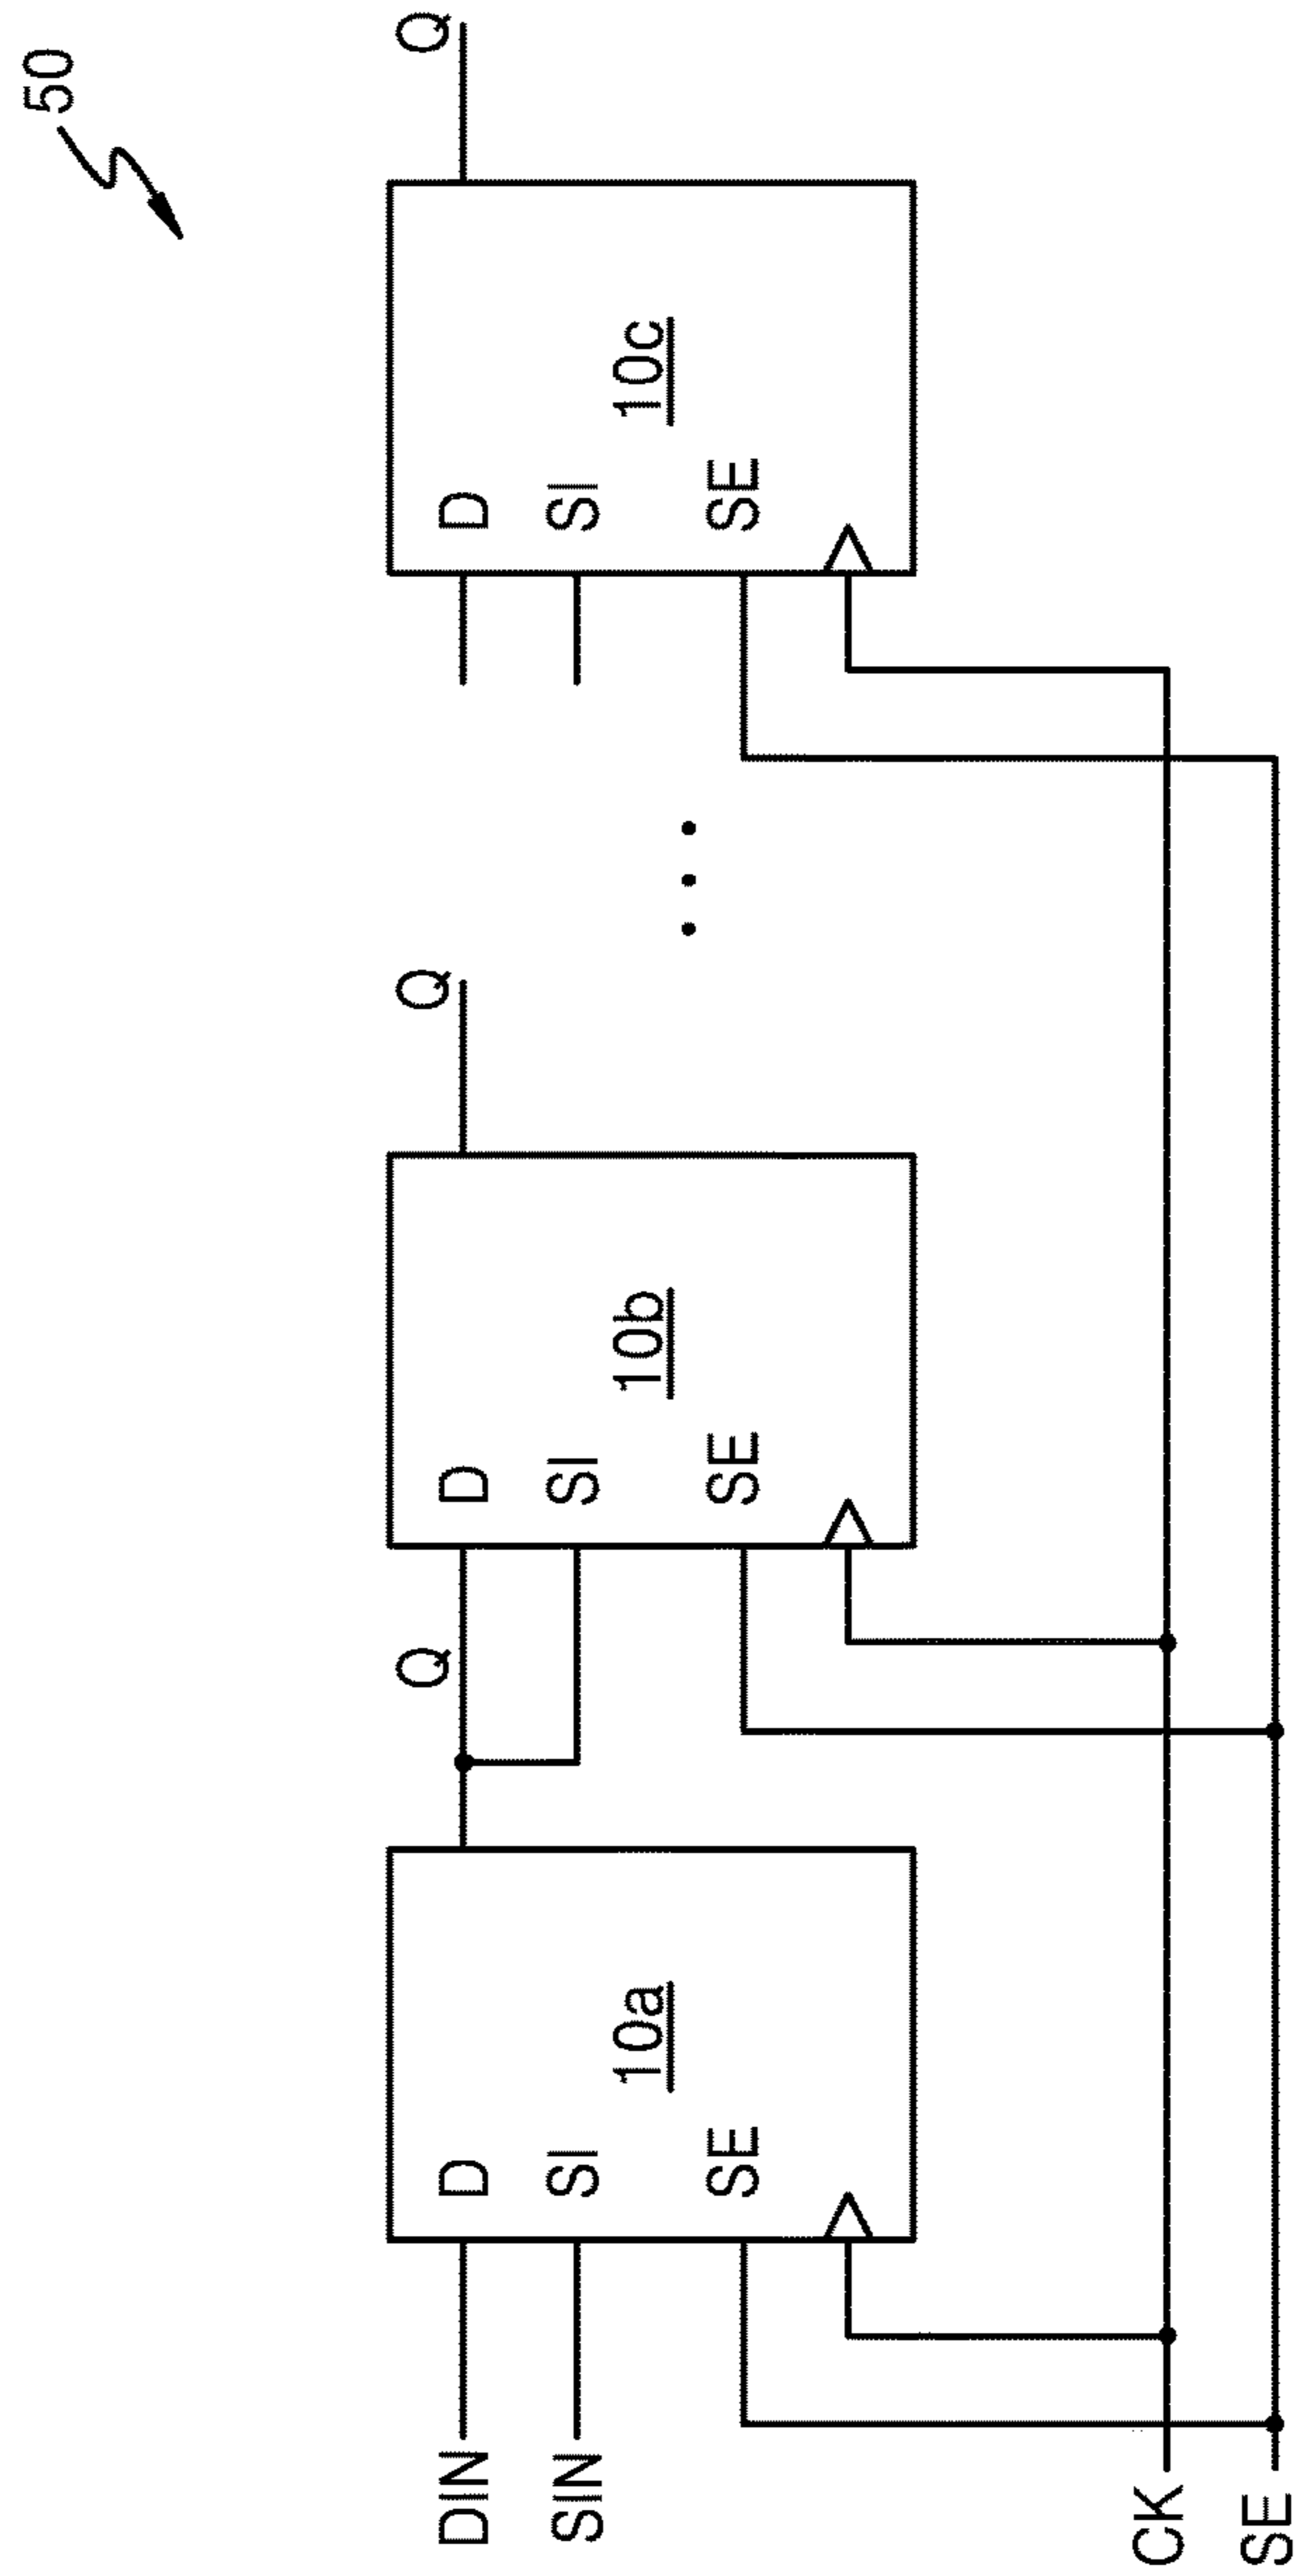 50
Q Q Q
D D D
DIN
SI SI SI
SIN
10a 10b 10c
SE SE SE
CK
SE